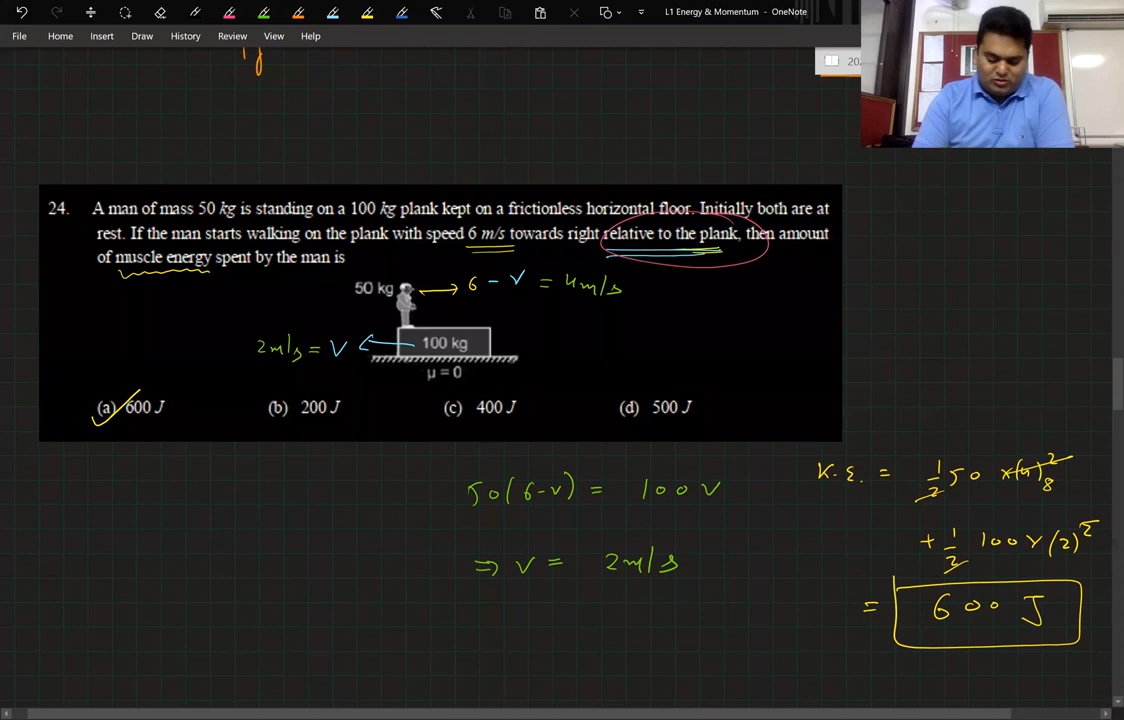 L1 Energy & Momentum - OneNote
File Home Insert Draw History Review View Help
24. A man of mass 50 kg is standing on a 100 kg plank kept on a frictionless horizontal floor. Initially both are at
rest. If the man starts walking on the plank with speed 6 m/s towards right relative to the plank, then amount
of muscle energy spent by the man is
50 kg 6 - v = 4m/s
2m/s = v 100 kg
μ = 0
(a) 600 J (b) 200 J (c) 400 J (d) 500 J
50(6-v) = 100 v
⇒ v = 2m/s
K.E. = 1/2 50 x(4)² 8
+ 1/2 100 x (2)²
= 600 J